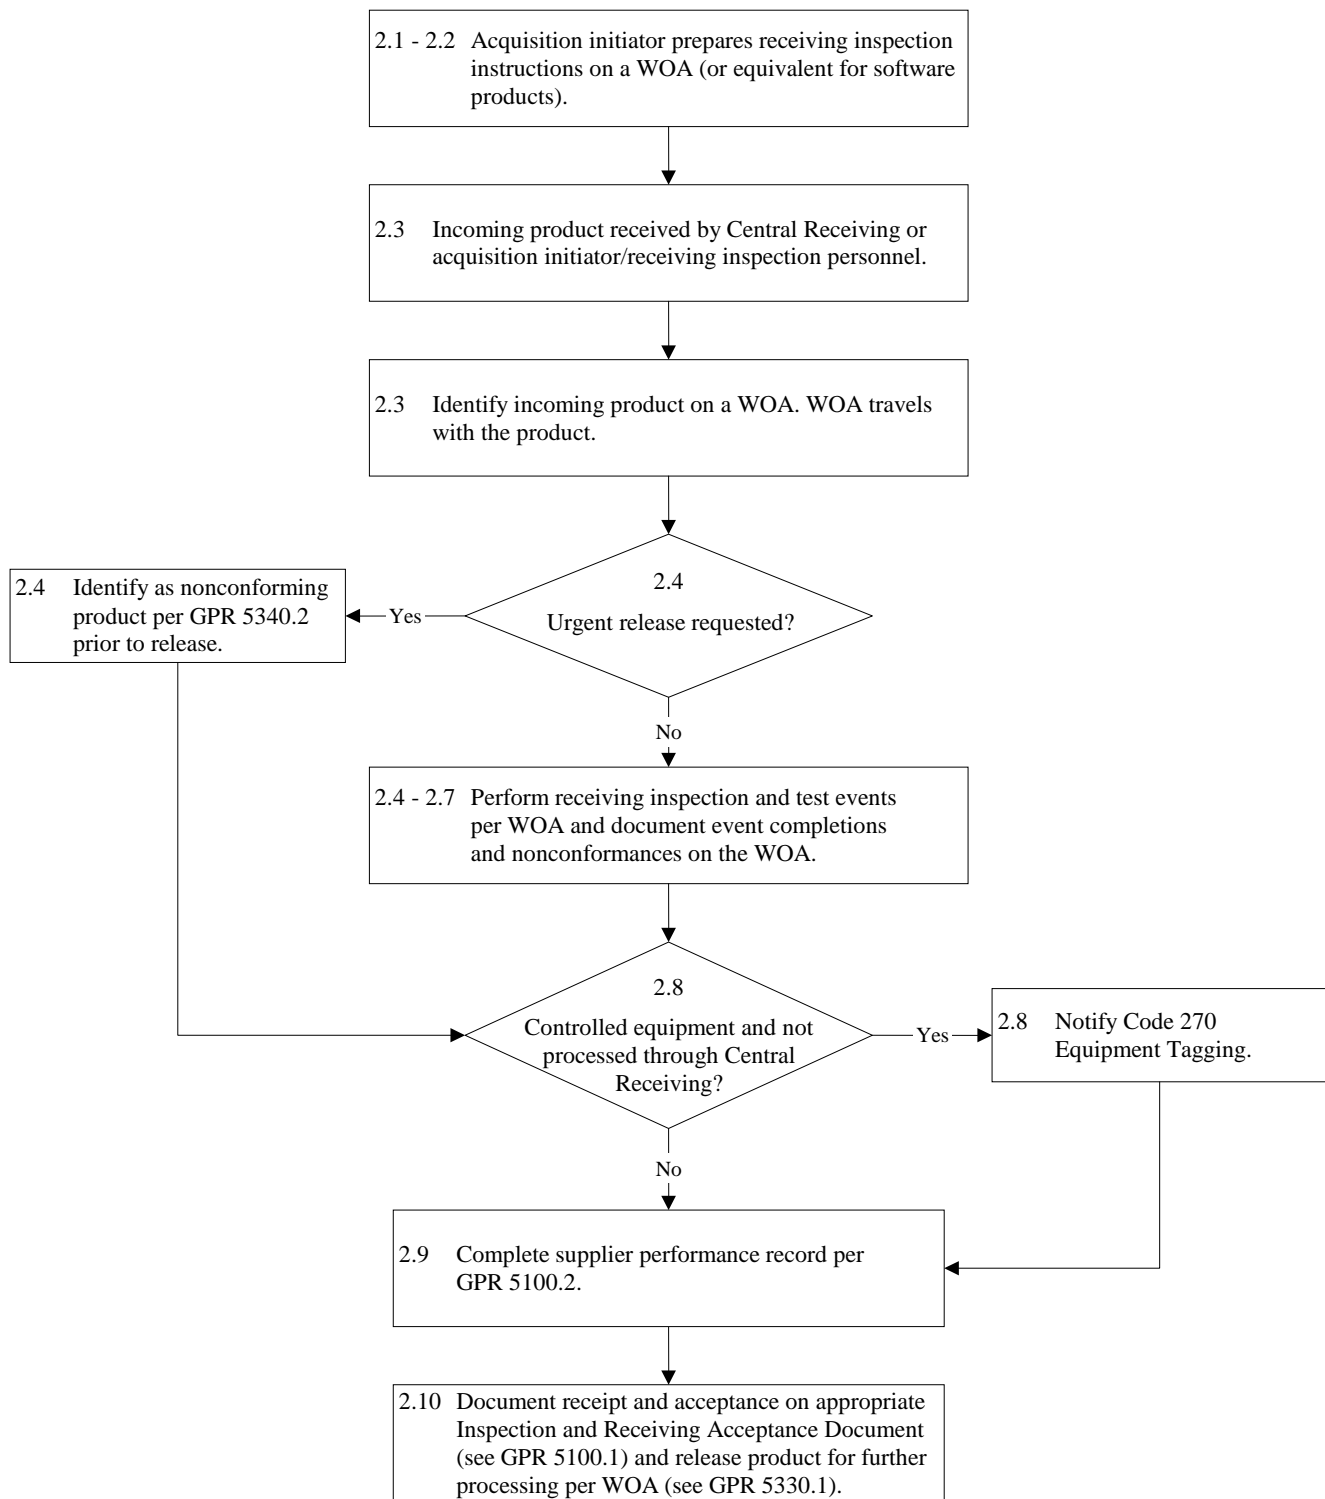 2.1 - 2.2 Acquisition initiator prepares receiving inspection
instructions on a WOA (or equivalent for software
products).
2.3 Incoming product received by Central Receiving or
acquisition initiator/receiving inspection personnel.
2.3 Identify incoming product on a WOA. WOA travels
with the product.
2.4
Urgent release requested?
Yes
2.4 Identify as nonconforming
product per GPR 5340.2
prior to release.
No
2.4 - 2.7 Perform receiving inspection and test events
per WOA and document event completions
and nonconformances on the WOA.
2.8
Controlled equipment and not
processed through Central
Receiving?
Yes
2.8 Notify Code 270
Equipment Tagging.
No
2.9 Complete supplier performance record per
GPR 5100.2.
2.10 Document receipt and acceptance on appropriate
Inspection and Receiving Acceptance Document
(see GPR 5100.1) and release product for further
processing per WOA (see GPR 5330.1).